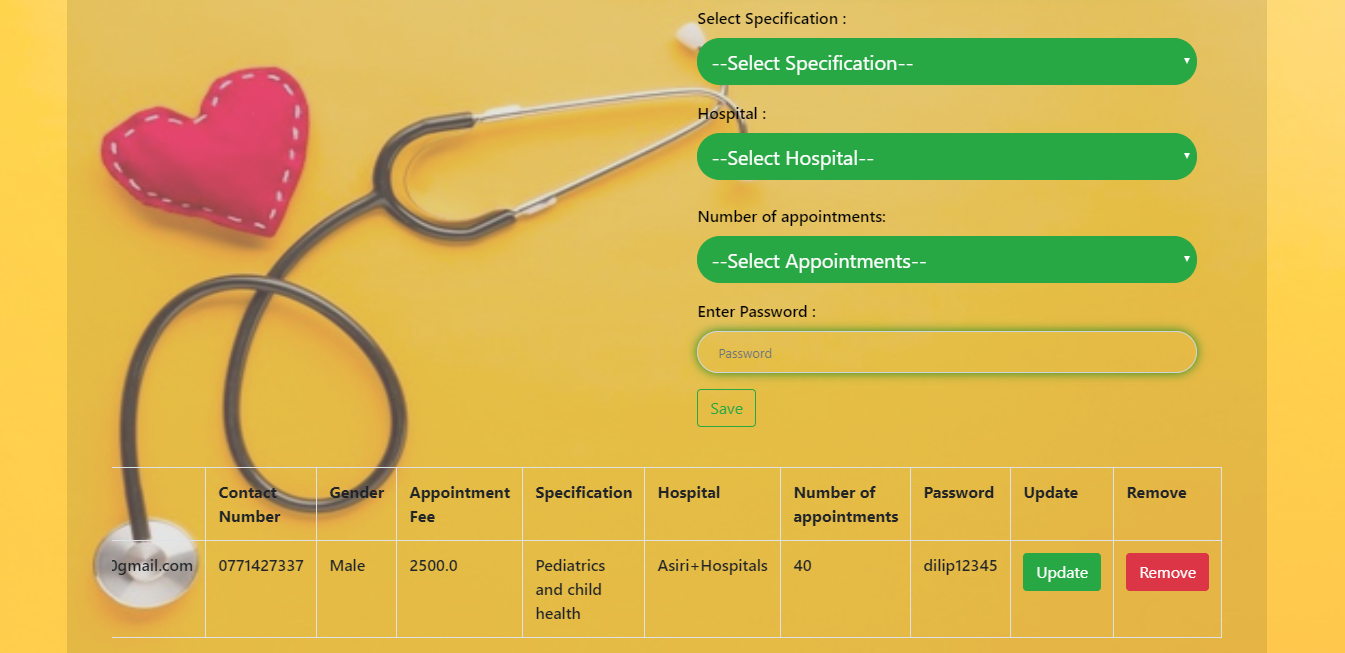 Select Specification :
--Select Specification--
Hospital :
--Select Hospital--
Number of appointments:
--Select Appointments--
Enter Password :
Password
Save
Contact Number Gender Appointment Fee Specification Hospital Number of appointments Password Update Remove
gmail.com 0771427337 Male 2500.0 Pediatrics and child health Asiri+Hospitals 40 dilip12345 Update Remove